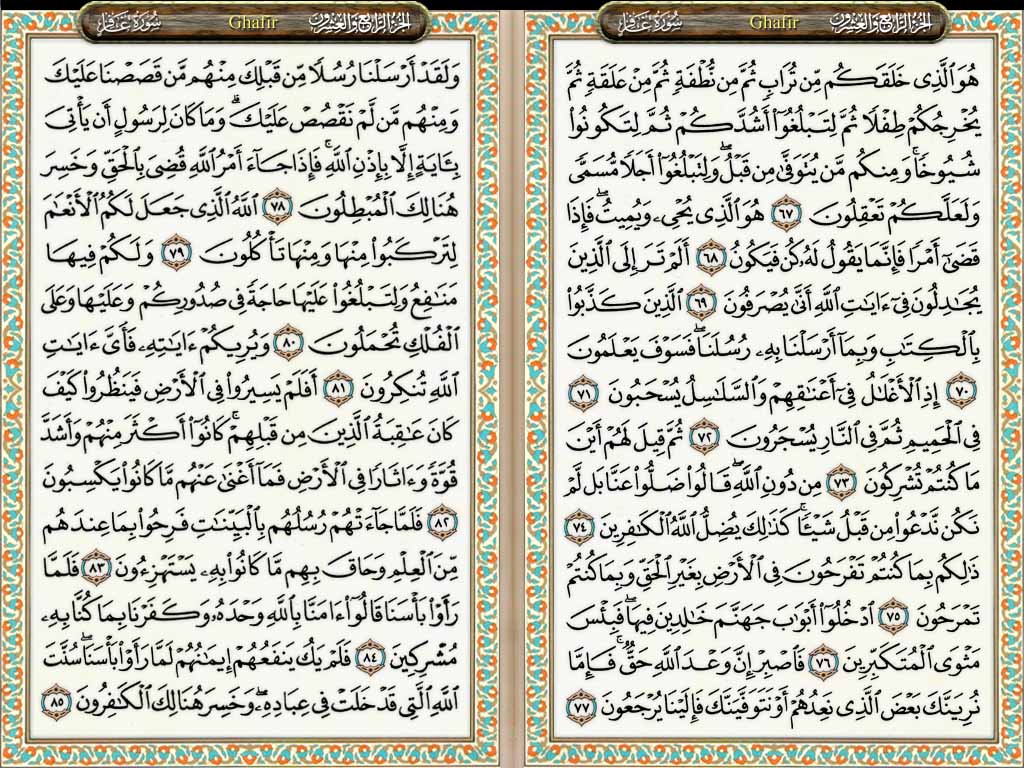 الجزء الرابع والعشرون Ghafir سورة غافر
هُوَ ٱلَّذِى خَلَقَكُم مِّن تُرَابٍ ثُمَّ مِن نُّطْفَةٍ ثُمَّ مِنْ عَلَقَةٍ ثُمَّ
يُخْرِجُكُمْ طِفْلًا ثُمَّ لِتَبْلُغُوٓا۟ أَشُدَّكُمْ ثُمَّ لِتَكُونُوا۟
شُيُوخًا ۚ وَمِنكُم مَّن يُتَوَفَّىٰ مِن قَبْلُ ۖ وَلِتَبْلُغُوٓا۟ أَجَلًا مُّسَمًّى
وَلَعَلَّكُمْ تَعْقِلُونَ ٦٧ هُوَ ٱلَّذِى يُحْىِۦ وَيُمِيتُ ۖ فَإِذَا
قَضَىٰٓ أَمْرًا فَإِنَّمَا يَقُولُ لَهُۥ كُن فَيَكُونُ ٦٨ أَلَمْ تَرَ إِلَى ٱلَّذِينَ
يُجَـٰدِلُونَ فِىٓ ءَايَـٰتِ ٱللَّهِ أَنَّىٰ يُصْرَفُونَ ٦٩ ٱلَّذِينَ كَذَّبُوا۟
بِٱلْكِتَـٰبِ وَبِمَآ أَرْسَلْنَا بِهِۦ رُسُلَنَا ۖ فَسَوْفَ يَعْلَمُونَ
٧٠ إِذِ ٱلْأَغْلَـٰلُ فِىٓ أَعْنَـٰقِهِمْ وَٱلسَّلَـٰسِلُ يُسْحَبُونَ ٧١
فِى ٱلْحَمِيمِ ثُمَّ فِى ٱلنَّارِ يُسْجَرُونَ ٧٢ ثُمَّ قِيلَ لَهُمْ أَيْنَ
مَا كُنتُمْ تُشْرِكُونَ ٧٣ مِن دُونِ ٱللَّهِ ۖ قَالُوا۟ ضَلُّوا۟ عَنَّا بَل لَّمْ
نَكُن نَّدْعُوا۟ مِن قَبْلُ شَيْـًٔا ۚ كَذَٰلِكَ يُضِلُّ ٱللَّهُ ٱلْكَـٰفِرِينَ ٧٤
ذَٰلِكُم بِمَا كُنتُمْ تَفْرَحُونَ فِى ٱلْأَرْضِ بِغَيْرِ ٱلْحَقِّ وَبِمَا كُنتُمْ
تَمْرَحُونَ ٧٥ ٱدْخُلُوٓا۟ أَبْوَٰبَ جَهَنَّمَ خَـٰلِدِينَ فِيهَا ۖ فَبِئْسَ
مَثْوَى ٱلْمُتَكَبِّرِينَ ٧٦ فَٱصْبِرْ إِنَّ وَعْدَ ٱللَّهِ حَقٌّ ۚ فَإِمَّا
نُرِيَنَّكَ بَعْضَ ٱلَّذِى نَعِدُهُمْ أَوْ نَتَوَفَّيَنَّكَ فَإِلَيْنَا يُرْجَعُونَ ٧٧
الجزء الرابع والعشرون Ghafir سورة غافر
وَلَقَدْ أَرْسَلْنَا رُسُلًا مِّن قَبْلِكَ مِنْهُم مَّن قَصَصْنَا عَلَيْكَ
وَمِنْهُم مَّن لَّمْ نَقْصُصْ عَلَيْكَ ۗ وَمَا كَانَ لِرَسُولٍ أَن يَأْتِىَ
بِـَٔايَةٍ إِلَّا بِإِذْنِ ٱللَّهِ ۚ فَإِذَا جَآءَ أَمْرُ ٱللَّهِ قُضِىَ بِٱلْحَقِّ وَخَسِرَ
هُنَالِكَ ٱلْمُبْطِلُونَ ٧٨ ٱللَّهُ ٱلَّذِى جَعَلَ لَكُمُ ٱلْأَنْعَـٰمَ
لِتَرْكَبُوا۟ مِنْهَا وَمِنْهَا تَأْكُلُونَ ٧٩ وَلَكُمْ فِيهَا
مَنَـٰفِعُ وَلِتَبْلُغُوا۟ عَلَيْهَا حَاجَةً فِى صُدُورِكُمْ وَعَلَيْهَا وَعَلَى
ٱلْفُلْكِ تُحْمَلُونَ ٨٠ وَيُرِيكُمْ ءَايَـٰتِهِۦ فَأَىَّ ءَايَـٰتِ
ٱللَّهِ تُنكِرُونَ ٨١ أَفَلَمْ يَسِيرُوا۟ فِى ٱلْأَرْضِ فَيَنظُرُوا۟ كَيْفَ
كَانَ عَـٰقِبَةُ ٱلَّذِينَ مِن قَبْلِهِمْ ۚ كَانُوٓا۟ أَكْثَرَ مِنْهُمْ وَأَشَدَّ
قُوَّةً وَءَاثَارًا فِى ٱلْأَرْضِ فَمَآ أَغْنَىٰ عَنْهُم مَّا كَانُوا۟ يَكْسِبُونَ
٨٢ فَلَمَّا جَآءَتْهُمْ رُسُلُهُم بِٱلْبَيِّنَـٰتِ فَرِحُوا۟ بِمَا عِندَهُم
مِّنَ ٱلْعِلْمِ وَحَاقَ بِهِم مَّا كَانُوا۟ بِهِۦ يَسْتَهْزِءُونَ ٨٣ فَلَمَّا
رَأَوْا۟ بَأْسَنَا قَالُوٓا۟ ءَامَنَّا بِٱللَّهِ وَحْدَهُۥ وَكَفَرْنَا بِمَا كُنَّا بِهِۦ
مُشْرِكِينَ ٨٤ فَلَمْ يَكُ يَنفَعُهُمْ إِيمَـٰنُهُمْ لَمَّا رَأَوْا۟ بَأْسَنَا ۖ سُنَّتَ
ٱللَّهِ ٱلَّتِى قَدْ خَلَتْ فِى عِبَادِهِۦ ۖ وَخَسِرَ هُنَالِكَ ٱلْكَـٰفِرُونَ ٨٥